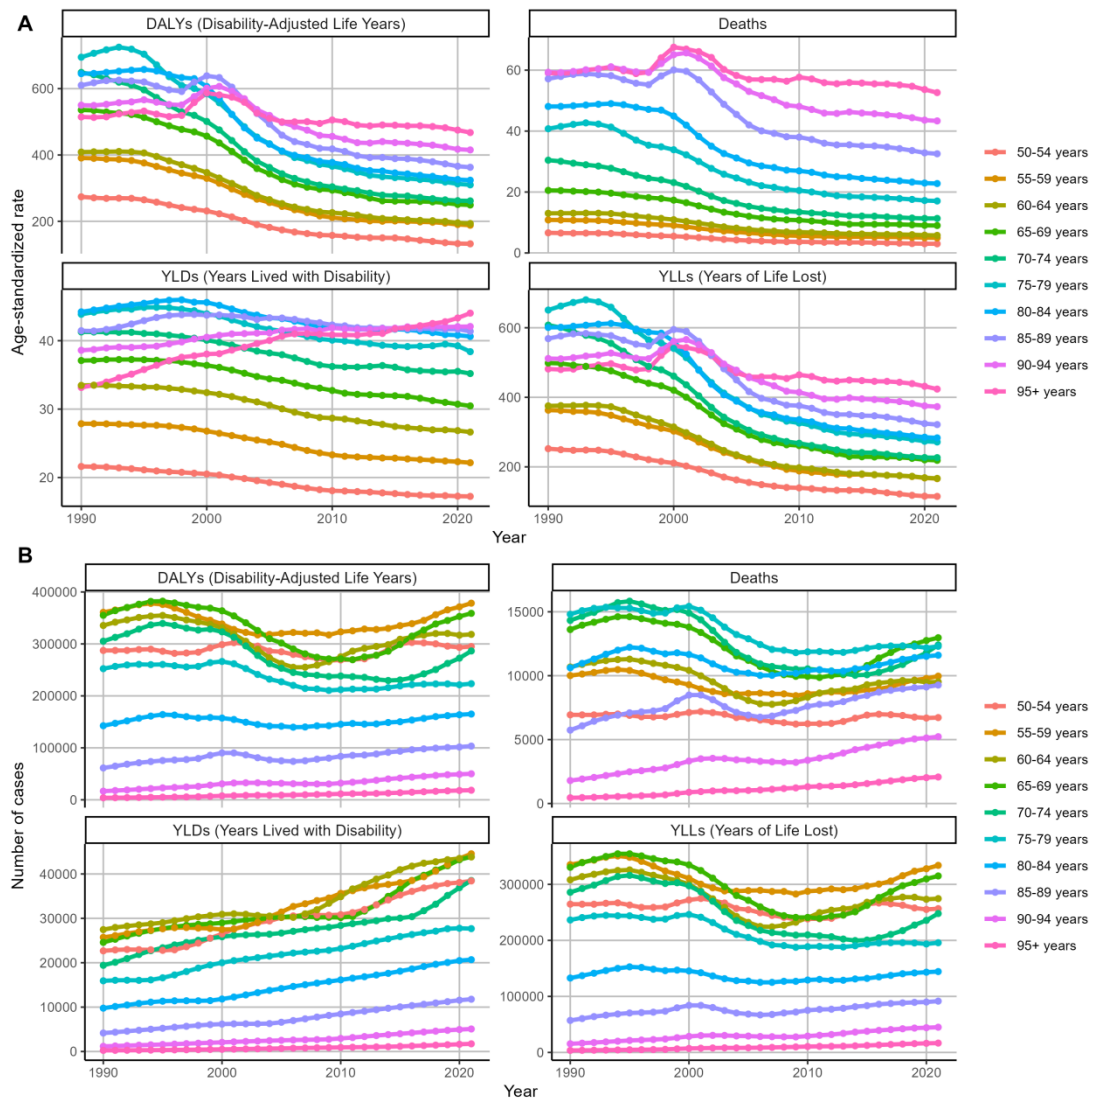 A
DALYs (Disability-Adjusted Life Years)
Deaths
600
400
200
60
40
20
0
YLDs (Years Lived with Disability)
YLLs (Years of Life Lost)
40
30
20
600
400
200
1990 2000 2010 2020
1990 2000 2010 2020
Age-standardized rate
Year
50-54 years
55-59 years
60-64 years
65-69 years
70-74 years
75-79 years
80-84 years
85-89 years
90-94 years
95+ years
B
DALYs (Disability-Adjusted Life Years)
Deaths
400000
300000
200000
100000
0
15000
10000
5000
0
YLDs (Years Lived with Disability)
YLLs (Years of Life Lost)
40000
30000
20000
10000
0
300000
200000
100000
0
1990 2000 2010 2020
1990 2000 2010 2020
Number of cases
Year
50-54 years
55-59 years
60-64 years
65-69 years
70-74 years
75-79 years
80-84 years
85-89 years
90-94 years
95+ years